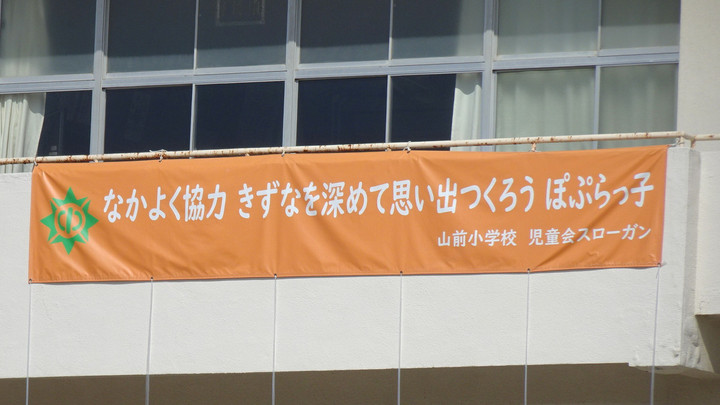 なかよく協力 きずなを深めて思い出つくろう ぽぷらっ子
山前小学校 児童会スローガン